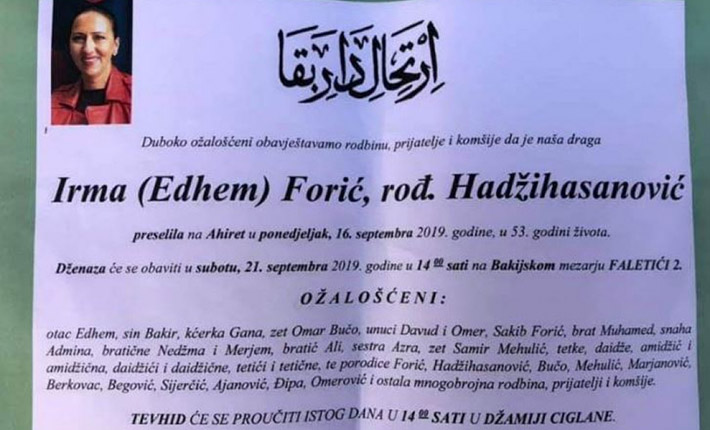 اِرْتِحَالِ دَارِ بَقَا
Duboko ožalošćeni obavještavamo rodbinu, prijatelje i komšije da je naša draga
Irma (Edhem) Forić, rođ. Hadžihasanović
preselila na Ahiret u ponedjeljak, 16. septembra 2019. godine, u 53. godini života.
Dženaza će se obaviti u subotu, 21. septembra 2019. godine u 14 00 sati na Bakijskom mezarju FALETIĆI 2.
OŽALOŠĆENI:
otac Edhem, sin Bakir, kćerka Gana, zet Omar Bučo, unuci Davud i Omer, Sakib Forić, brat Muhamed, snaha
Admina, bratične Nedžma i Merjem, bratić Ali, sestra Azra, zet Samir Mehulić, tetke, daidže, amidžić i
amidžična, daidžići i daidžične, tetići i tetične, te porodice Forić, Hadžihasanović, Bučo, Mehulić, Marjanović,
Berkovac, Begović, Sijerčić, Ajanović, Đipa, Omerović i ostala mnogobrojna rodbina, prijatelji i komšije.
TEVHID ĆE SE PROUČITI ISTOG DANA U 14 00 SATI U DŽAMIJI CIGLANE.